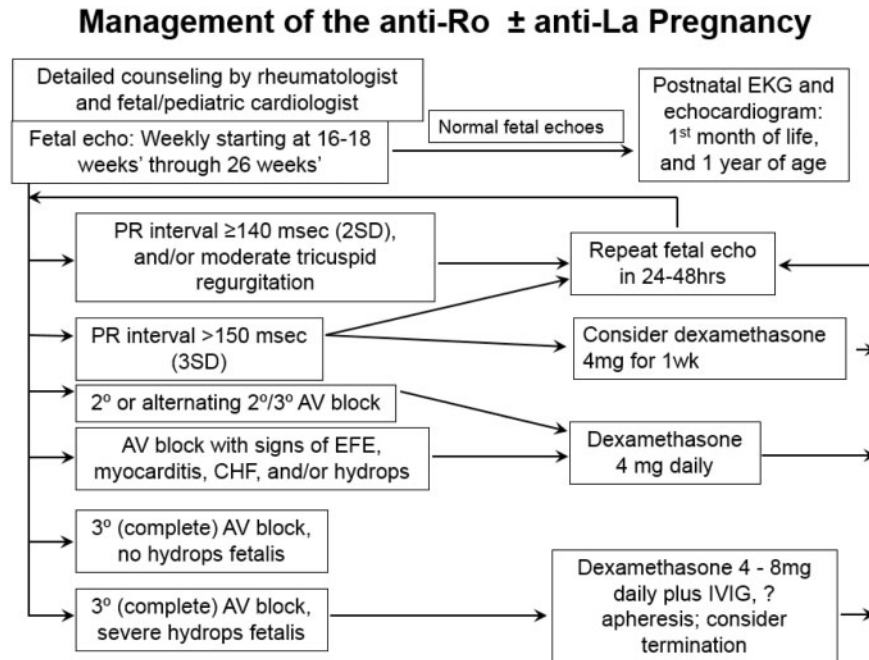 Management of the anti-Ro ± anti-La Pregnancy
Detailed counseling by rheumatologist
and fetal/pediatric cardiologist
Fetal echo: Weekly starting at 16-18
weeks' through 26 weeks'
Normal fetal echoes
Postnatal EKG and
echocardiogram:
1st month of life,
and 1 year of age
PR interval ≥140 msec (2SD),
and/or moderate tricuspid
regurgitation
Repeat fetal echo
in 24-48hrs
PR interval >150 msec
(3SD)
Consider dexamethasone
4mg for 1wk
2º or alternating 2º/3º AV block
AV block with signs of EFE,
myocarditis, CHF, and/or hydrops
Dexamethasone
4 mg daily
3º (complete) AV block,
no hydrops fetalis
3º (complete) AV block,
severe hydrops fetalis
Dexamethasone 4 - 8mg
daily plus IVIG, ?
apheresis; consider
termination